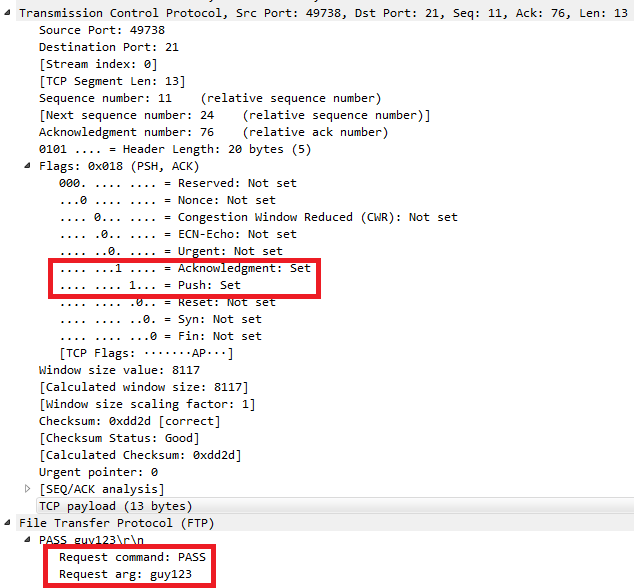 Transmission Control Protocol, Src Port: 49738, Dst Port: 21, Seq: 11, Ack: 76, Len: 13
Source Port: 49738
Destination Port: 21
[Stream index: 0]
[TCP Segment Len: 13]
Sequence number: 11    (relative sequence number)
[Next sequence number: 24    (relative sequence number)]
Acknowledgment number: 76    (relative ack number)
0101 .... = Header Length: 20 bytes (5)
Flags: 0x018 (PSH, ACK)
000. .... .... = Reserved: Not set
...0 .... .... = Nonce: Not set
.... 0... .... = Congestion Window Reduced (CWR): Not set
.... .0.. .... = ECN-Echo: Not set
.... ..0. .... = Urgent: Not set
.... ...1 .... = Acknowledgment: Set
.... .... 1... = Push: Set
.... .... .0.. = Reset: Not set
.... .... ..0. = Syn: Not set
.... .... ...0 = Fin: Not set
[TCP Flags: ·······AP···]
Window size value: 8117
[Calculated window size: 8117]
[Window size scaling factor: 1]
Checksum: 0xdd2d [correct]
[Checksum Status: Good]
[Calculated Checksum: 0xdd2d]
Urgent pointer: 0
[SEQ/ACK analysis]
TCP payload (13 bytes)
File Transfer Protocol (FTP)
PASS guy123\r\n
Request command: PASS
Request arg: guy123